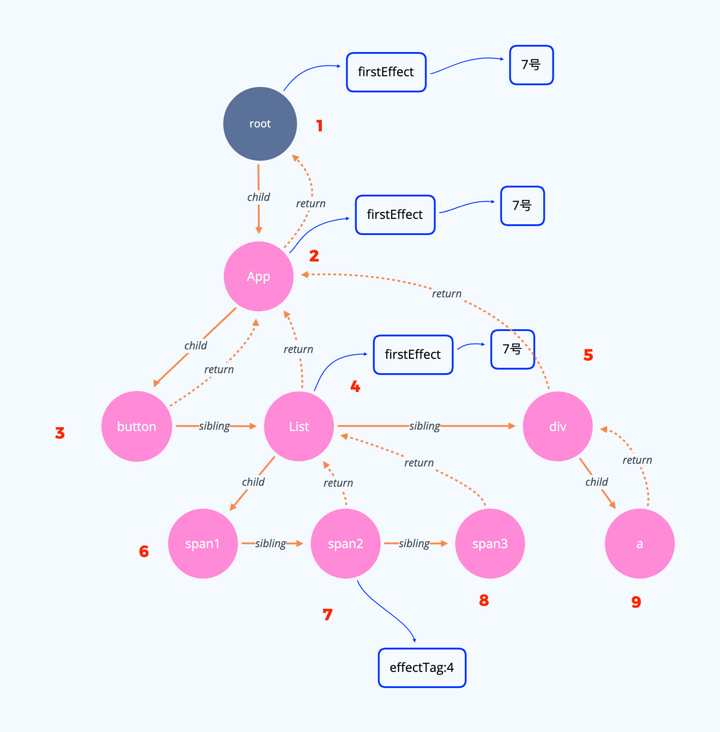 firstEffect
7号
root
1
child
return
firstEffect
7号
App
2
return
child
return
return
firstEffect
7号
5
4
3
button
sibling
List
sibling
div
child
return
return
child
return
6
span1
sibling
span2
sibling
span3
a
7
8
9
effectTag:4